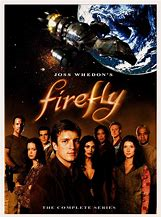 JOSS WHEDON'S
firefly
THE COMPLETE SERIES